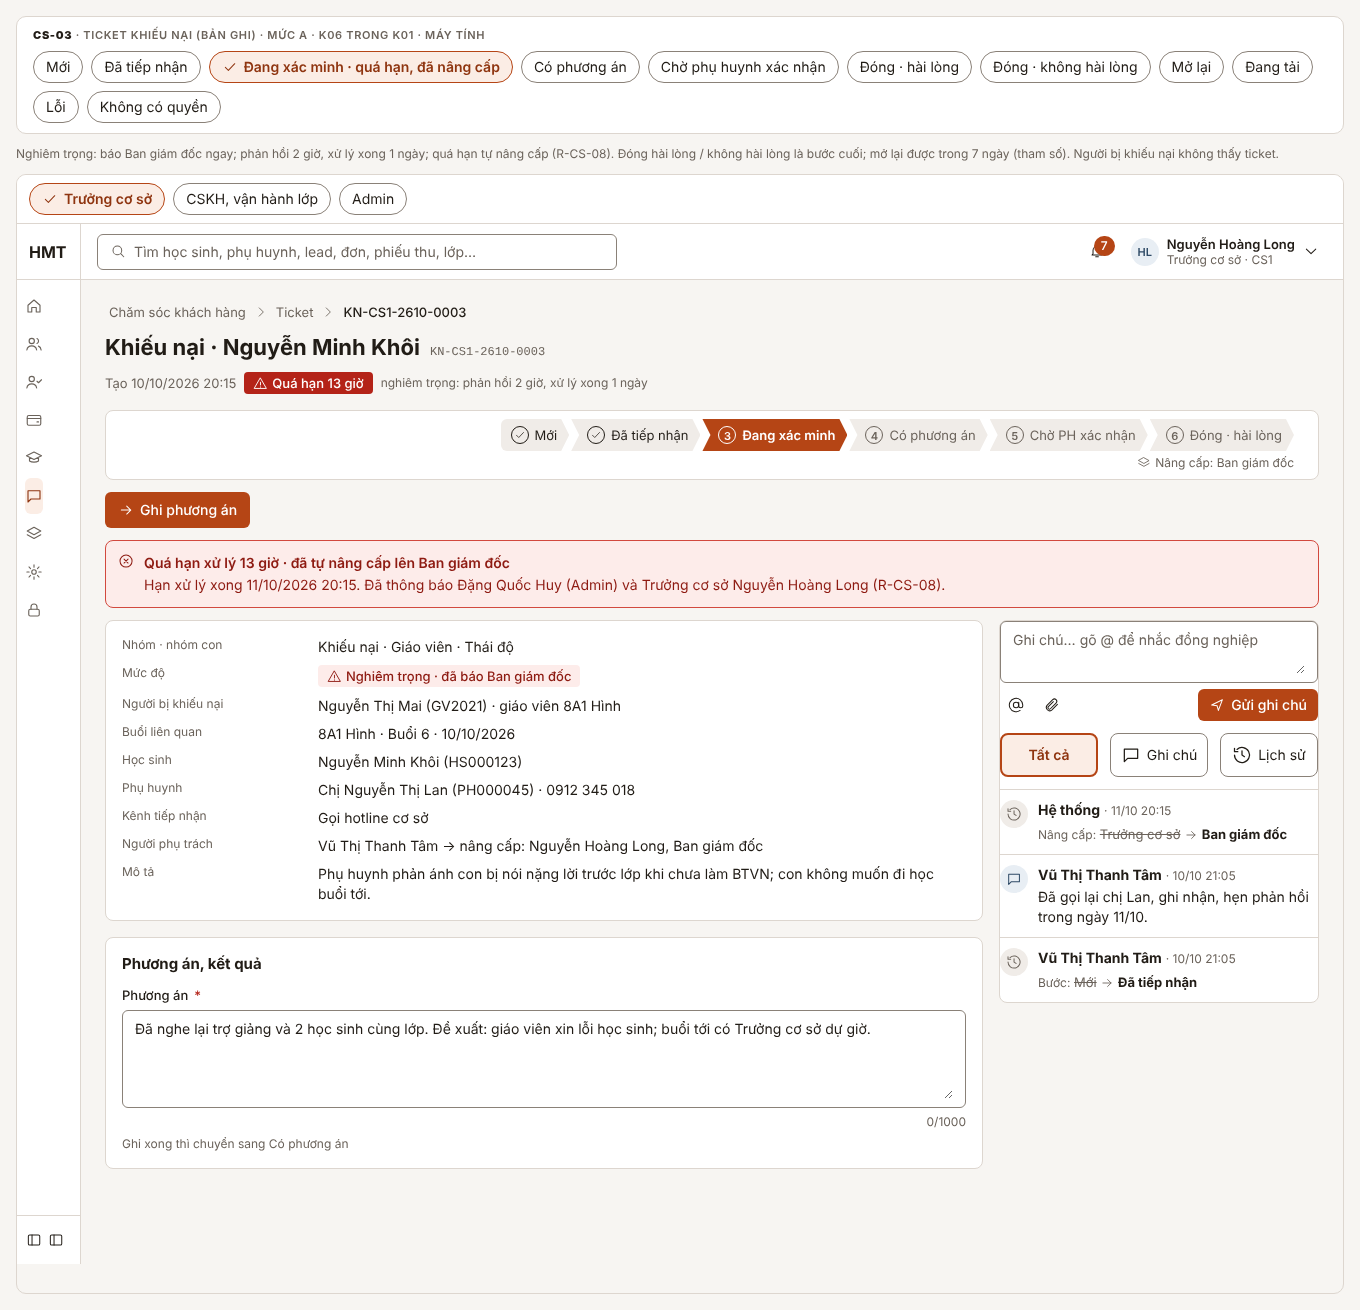 CS-03 · TICKET KHIẾU NẠI (BẢN GHI) · MỨC A · K06 TRONG K01 · MÁY TÍNH
Mới
Đã tiếp nhận
Đang xác minh · quá hạn, đã nâng cấp
Có phương án
Chờ phụ huynh xác nhận
Đóng · hài lòng
Đóng · không hài lòng
Mở lại
Đang tải
Lỗi
Không có quyền
Nghiêm trọng: báo Ban giám đốc ngay; phản hồi 2 giờ, xử lý xong 1 ngày; quá hạn tự nâng cấp (R-CS-08). Đóng hài lòng / không hài lòng là bước cuối; mở lại được trong 7 ngày (tham số). Người bị khiếu nại không thấy ticket.
Trưởng cơ sở
CSKH, vận hành lớp
Admin
HMT
Tìm học sinh, phụ huynh, lead, đơn, phiếu thu, lớp...
7
HL
Nguyễn Hoàng Long
Trưởng cơ sở · CS1
Chăm sóc khách hàng
Ticket
KN-CS1-2610-0003
Khiếu nại · Nguyễn Minh Khôi
KN-CS1-2610-0003
Tạo 10/10/2026 20:15
Quá hạn 13 giờ
nghiêm trọng: phản hồi 2 giờ, xử lý xong 1 ngày
Mới
Đã tiếp nhận
3 Đang xác minh
4 Có phương án
5 Chờ PH xác nhận
6 Đóng · hài lòng
Nâng cấp: Ban giám đốc
Ghi phương án
Quá hạn xử lý 13 giờ · đã tự nâng cấp lên Ban giám đốc
Hạn xử lý xong 11/10/2026 20:15. Đã thông báo Đặng Quốc Huy (Admin) và Trưởng cơ sở Nguyễn Hoàng Long (R-CS-08).
Nhóm · nhóm con
Khiếu nại · Giáo viên · Thái độ
Mức độ
Nghiêm trọng · đã báo Ban giám đốc
Người bị khiếu nại
Nguyễn Thị Mai (GV2021) · giáo viên 8A1 Hình
Buổi liên quan
8A1 Hình · Buổi 6 · 10/10/2026
Học sinh
Nguyễn Minh Khôi (HS000123)
Phụ huynh
Chị Nguyễn Thị Lan (PH000045) · 0912 345 018
Kênh tiếp nhận
Gọi hotline cơ sở
Người phụ trách
Vũ Thị Thanh Tâm → nâng cấp: Nguyễn Hoàng Long, Ban giám đốc
Mô tả
Phụ huynh phản ánh con bị nói nặng lời trước lớp khi chưa làm BTVN; con không muốn đi học
buổi tới.
Phương án, kết quả
Phương án *
Đã nghe lại trợ giảng và 2 học sinh cùng lớp. Đề xuất: giáo viên xin lỗi học sinh; buổi tới có Trưởng cơ sở dự giờ.
0/1000
Ghi xong thì chuyển sang Có phương án
Ghi chú... gõ @ để nhắc đồng nghiệp
Gửi ghi chú
Tất cả
Ghi chú
Lịch sử
Hệ thống · 11/10 20:15
Nâng cấp: Trưởng cơ sở → Ban giám đốc
Vũ Thị Thanh Tâm · 10/10 21:05
Đã gọi lại chị Lan, ghi nhận, hẹn phản hồi
trong ngày 11/10.
Vũ Thị Thanh Tâm · 10/10 21:05
Bước: Mới → Đã tiếp nhận